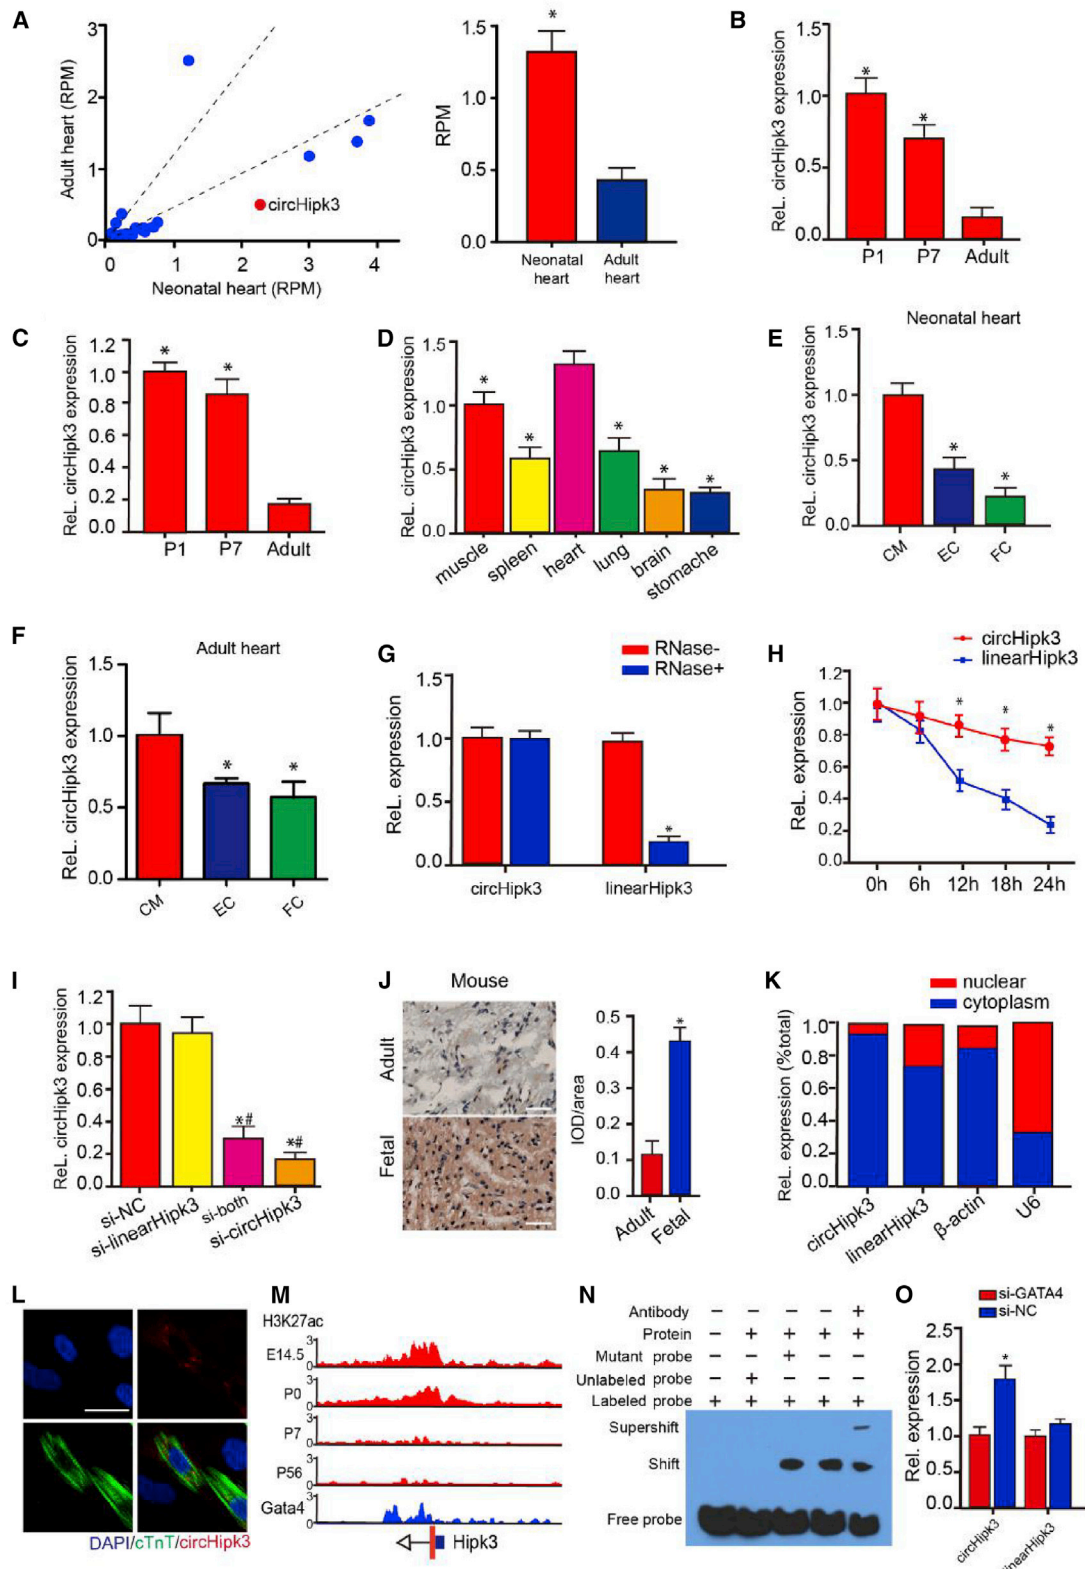 A
Adult heart (RPM)
3
2
1
0
0 1 2 3 4
Neonatal heart (RPM)
circHipk3
RPM
1.5
1.0
0.5
0.0
*
Neonatal heart
Adult heart
B
ReL. circHipk3 expression
1.5
1.0
0.5
0.0
* *
P1 P7 Adult
C
ReL. circHipk3 expression
1.2
1.0
0.8
0.6
0.4
0.2
0.0
* *
P1 P7 Adult
D
ReL. circHipk3 expression
1.5
1.0
0.5
0.0
* * * * *
muscle spleen heart lung brain stomache
E
Neonatal heart
ReL. circHipk3 expression
1.5
1.0
0.5
0.0
* *
CM EC FC
F
Adult heart
ReL. circHipk3 expression
1.5
1.0
0.5
0.0
* *
CM EC FC
G
RNase-
RNase+
ReL. expression
1.5
1.0
0.5
0.0
*
circHipk3 linearHipk3
H
circHipk3
linearHipk3
ReL. expression
1.2
1.0
0.8
0.6
0.4
0.2
0.0
* * *
0h 6h 12h 18h 24h
I
ReL. circHipk3 expression
1.2
1.0
0.8
0.6
0.4
0.2
0.0
*# *#
si-NC si-linearHipk3 si-both si-circHipk3
J
Mouse
Adult
Fetal
IOD/area
0.5
0.4
0.3
0.2
0.1
0.0
*
Adult Fetal
K
nuclear
cytoplasm
ReL. expression (%total)
1.0
0.8
0.6
0.4
0.2
0.0
circHipk3 linearHipk3 β-actin U6
L
DAPI/cTnT/circHipk3
M
H3K27ac
E14.5
3
0
P0
3
0
P7
3
0
P56
3
0
Gata4
3
0
Hipk3
N
Antibody – – – – +
Protein – + + + +
Mutant probe – – + – –
Unlabeled probe – + – – –
Labeled probe + + + + +
Supershift
Shift
Free probe
O
si-GATA4
si-NC
Rel. expression
2.5
2.0
1.5
1.0
0.5
0.0
*
circHipk3 linearHipk3